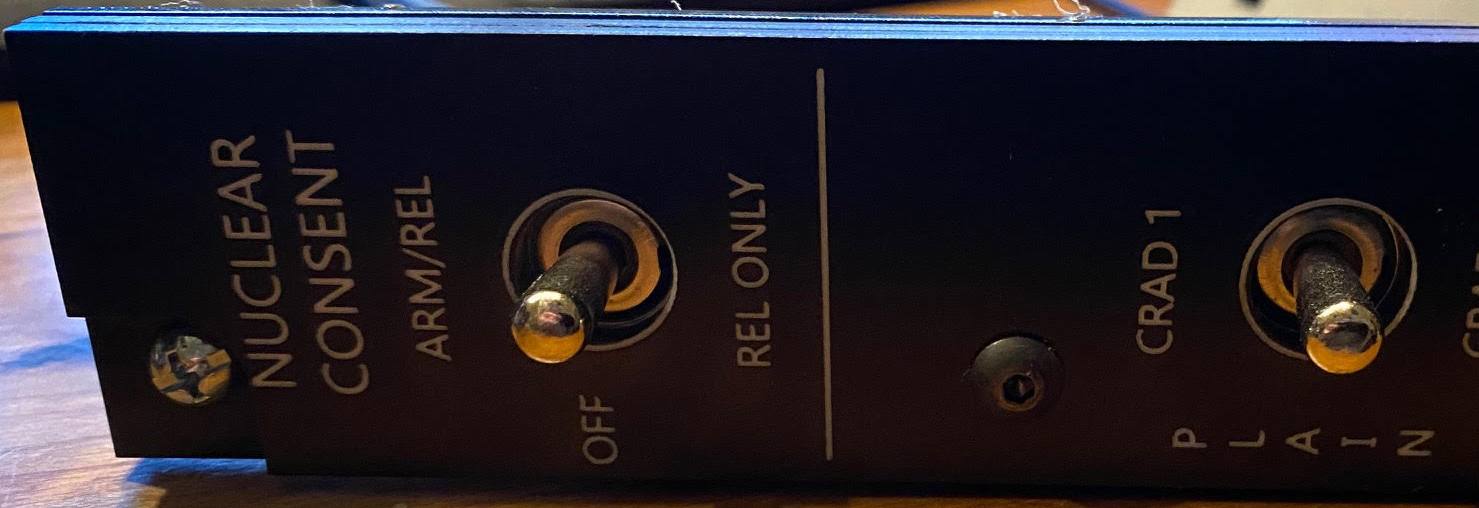 NUCLEAR
CONSENT
ARM/REL
OFF
REL ONLY
CRAD 1
PLAIN